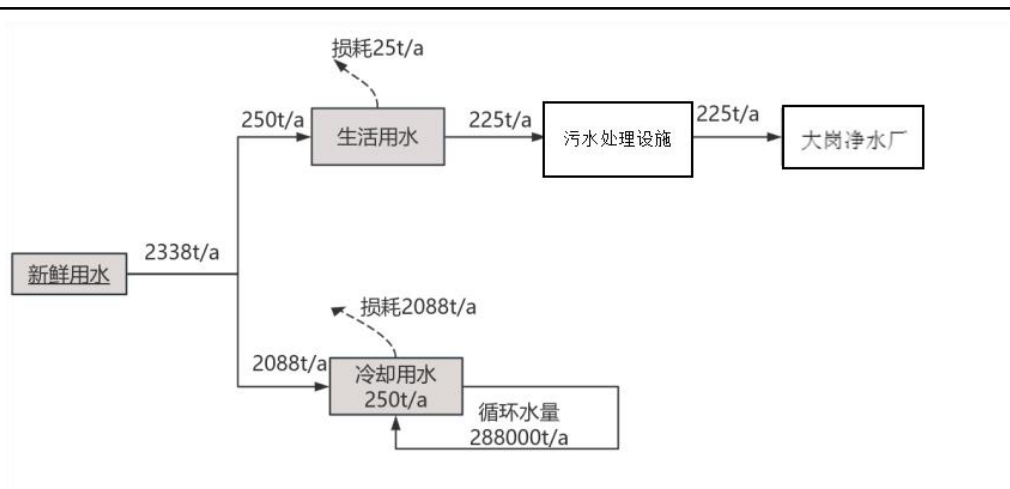 损耗25t/a
250t/a
生活用水
225t/a
污水处理设施
225t/a
大岗净水厂
新鲜用水
2338t/a
损耗2088t/a
2088t/a
冷却用水
250t/a
循环水量
288000t/a